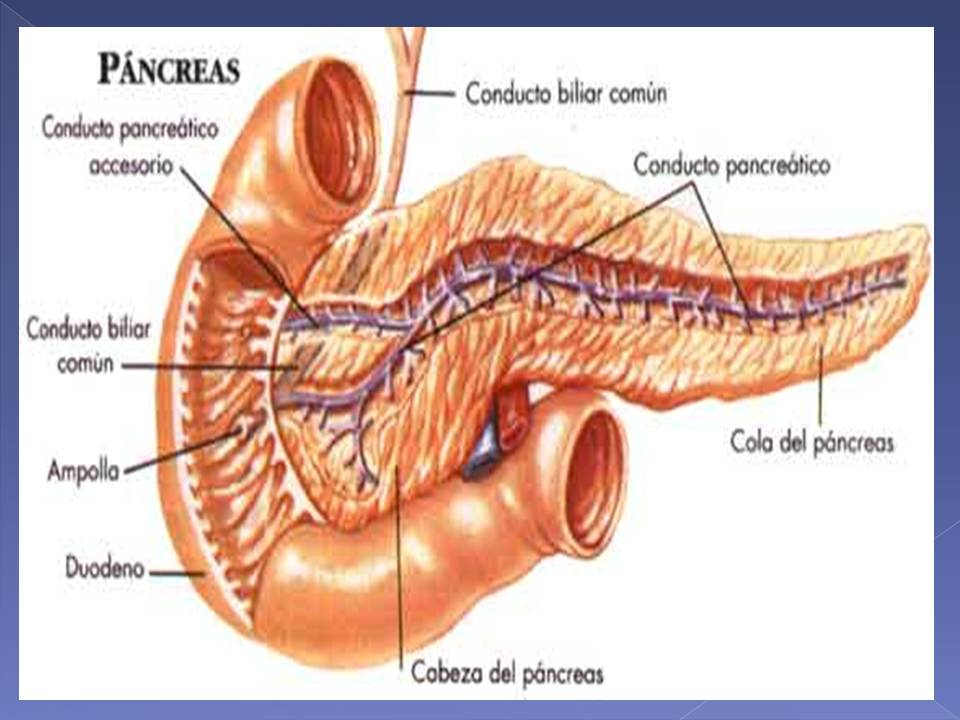 PÁNCREAS
Conducto biliar común
Conducto pancreático
accesorio
Conducto pancreático
Conducto biliar
común
Ampolla
Cola del páncreas
Duodeno
Cabeza del páncreas